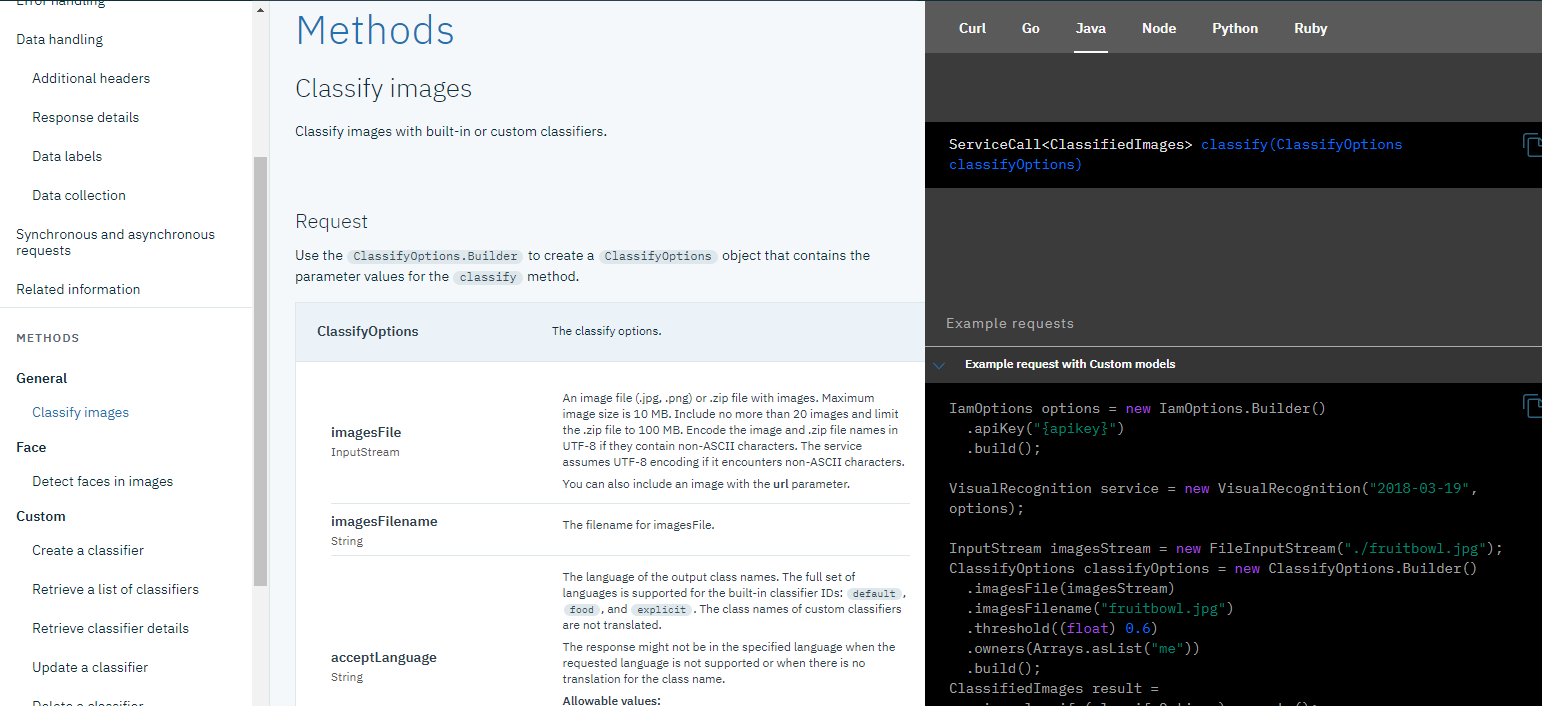 Error handling
Data handling
Additional headers
Response details
Data labels
Data collection
Synchronous and asynchronous
requests
Related information
METHODS
General
Classify images
Face
Detect faces in images
Custom
Create a classifier
Retrieve a list of classifiers
Retrieve classifier details
Update a classifier
Delete a classifier
Methods
Classify images
Classify images with built-in or custom classifiers.
Request
Use the ClassifyOptions.Builder to create a ClassifyOptions object that contains the
parameter values for the classify method.
ClassifyOptions The classify options.
imagesFile
InputStream
An image file (.jpg, .png) or .zip file with images. Maximum
image size is 10 MB. Include no more than 20 images and limit
the .zip file to 100 MB. Encode the image and .zip file names in
UTF-8 if they contain non-ASCII characters. The service
assumes UTF-8 encoding if it encounters non-ASCII characters.
You can also include an image with the url parameter.
imagesFilename
String
The filename for imagesFile.
acceptLanguage
String
The language of the output class names. The full set of
languages is supported for the built-in classifier IDs: default ,
food , and explicit . The class names of custom classifiers
are not translated.
The response might not be in the specified language when the
requested language is not supported or when there is no
translation for the class name.
Allowable values:
Curl Go Java Node Python Ruby
ServiceCall<ClassifiedImages> classify(ClassifyOptions
classifyOptions)
Example requests
Example request with Custom models
IamOptions options = new IamOptions.Builder()
.apiKey("{apikey}")
.build();
VisualRecognition service = new VisualRecognition("2018-03-19",
options);
InputStream imagesStream = new FileInputStream("./fruitbowl.jpg");
ClassifyOptions classifyOptions = new ClassifyOptions.Builder()
.imagesFile(imagesStream)
.imagesFilename("fruitbowl.jpg")
.threshold((float) 0.6)
.owners(Arrays.asList("me"))
.build();
ClassifiedImages result =